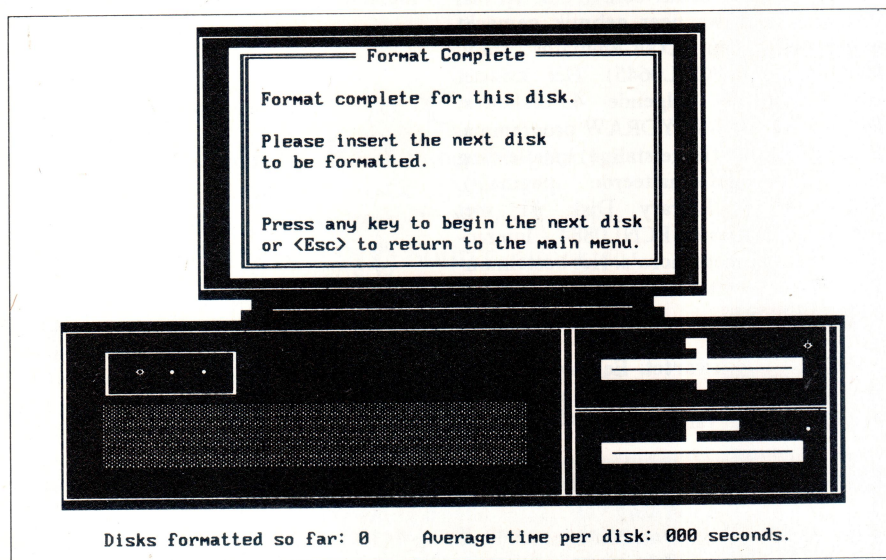 Format Complete
Format complete for this disk.
Please insert the next disk
to be formatted.
Press any key to begin the next disk
or <Esc> to return to the main menu.
Disks formatted so far: 0    Average time per disk: 000 seconds.